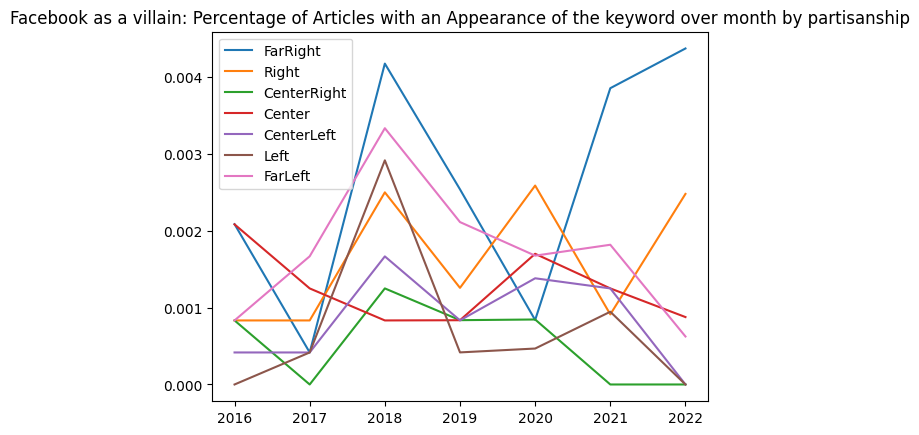 Facebook as a villain: Percentage of Articles with an Appearance of the keyword over month by partisanship
FarRight
Right
CenterRight
Center
CenterLeft
Left
FarLeft
0.004
0.003
0.002
0.001
0.000
2016 2017 2018 2019 2020 2021 2022